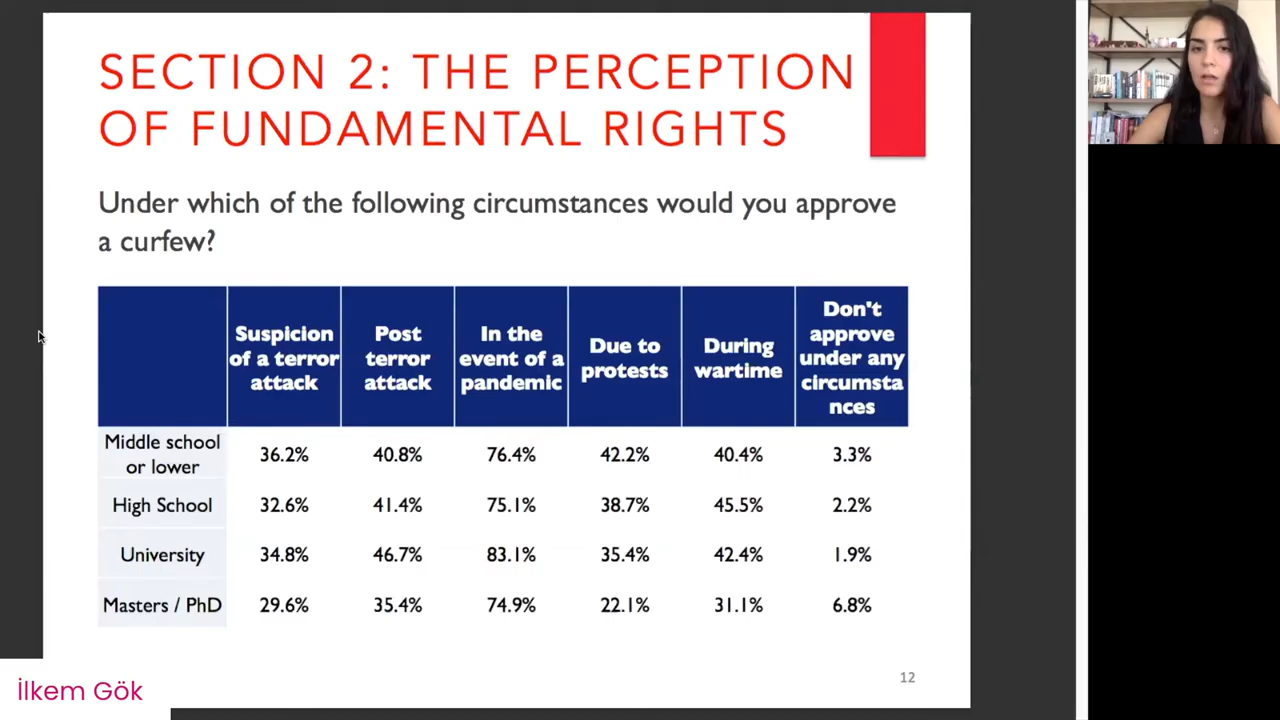 SECTION 2: THE PERCEPTION
OF FUNDAMENTAL RIGHTS
Under which of the following circumstances would you approve
a curfew?
Suspicion of a terror attack | Post terror attack | In the event of a pandemic | Due to protests | During wartime | Don't approve under any circumstances
Middle school or lower | 36.2% | 40.8% | 76.4% | 42.2% | 40.4% | 3.3%
High School | 32.6% | 41.4% | 75.1% | 38.7% | 45.5% | 2.2%
University | 34.8% | 46.7% | 83.1% | 35.4% | 42.4% | 1.9%
Masters / PhD | 29.6% | 35.4% | 74.9% | 22.1% | 31.1% | 6.8%
12
İlkem Gök